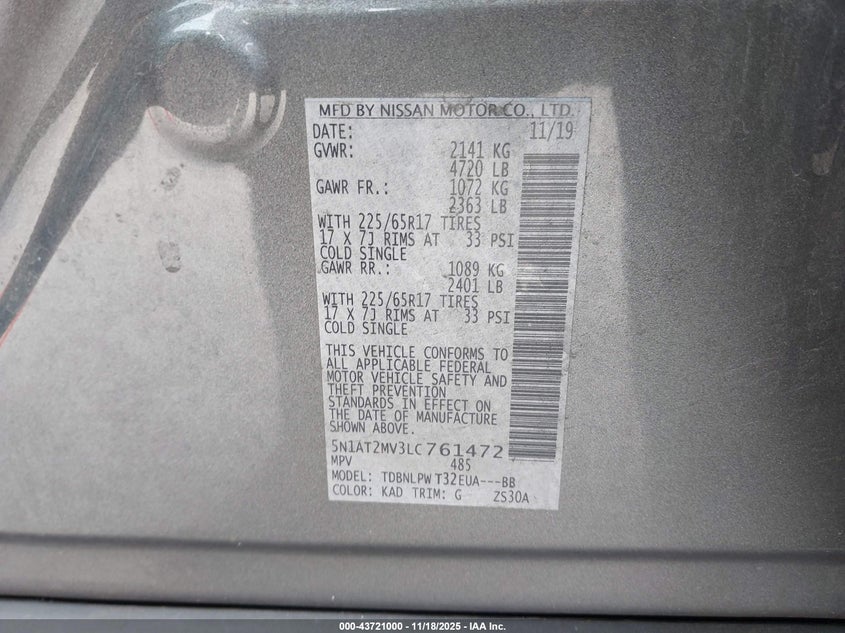 MFD BY NISSAN MOTOR CO., LTD.
DATE: 11/19
GVWR: 2141 KG
4720 LB
GAWR FR.: 1072 KG
2363 LB
WITH 225/65R17 TIRES
17 X 7J RIMS AT 33 PSI
COLD SINGLE
GAWR RR.: 1089 KG
2401 LB
WITH 225/65R17 TIRES
17 X 7J RIMS AT 33 PSI
COLD SINGLE
THIS VEHICLE CONFORMS TO
ALL APPLICABLE FEDERAL
MOTOR VEHICLE SAFETY AND
THEFT PREVENTION
STANDARDS IN EFFECT ON
THE DATE OF MANUFACTURE
SHOWN ABOVE.
5N1AT2MV3LC761472
MPV 485
MODEL: TDBNLPW T32EUA---BB
COLOR: KAD TRIM: G ZS30A
000-43721000 - 11/18/2025 - IAA Inc.